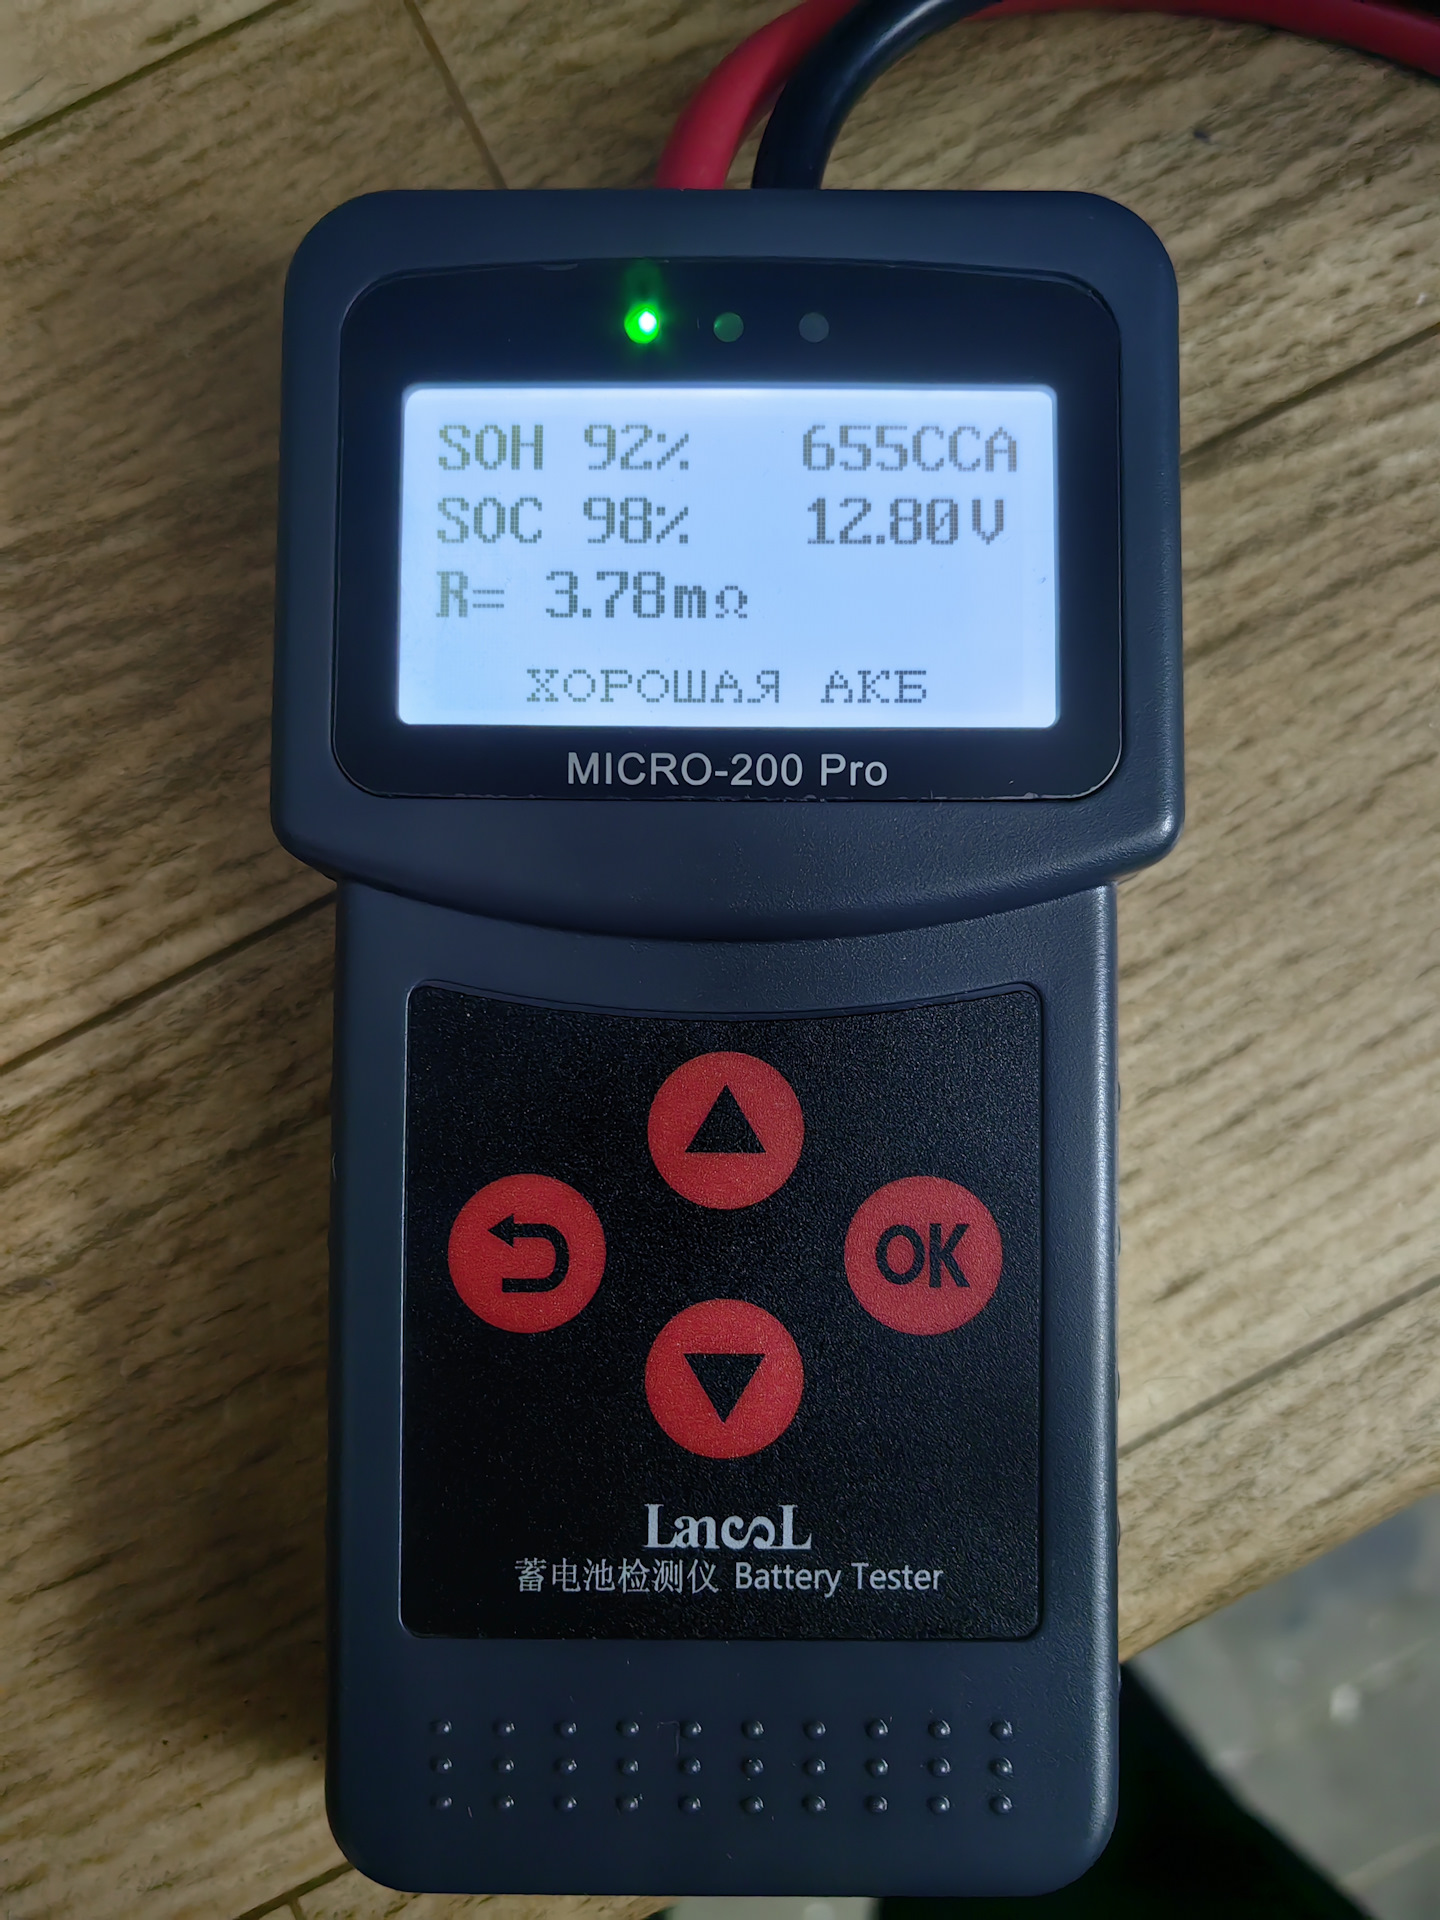 SOH 92% 655CCA
SOC 98% 12.80V
R= 3.78mΩ
ХОРОШАЯ АКБ
MICRO-200 Pro
OK
LancoL
蓄电池检测仪 Battery Tester